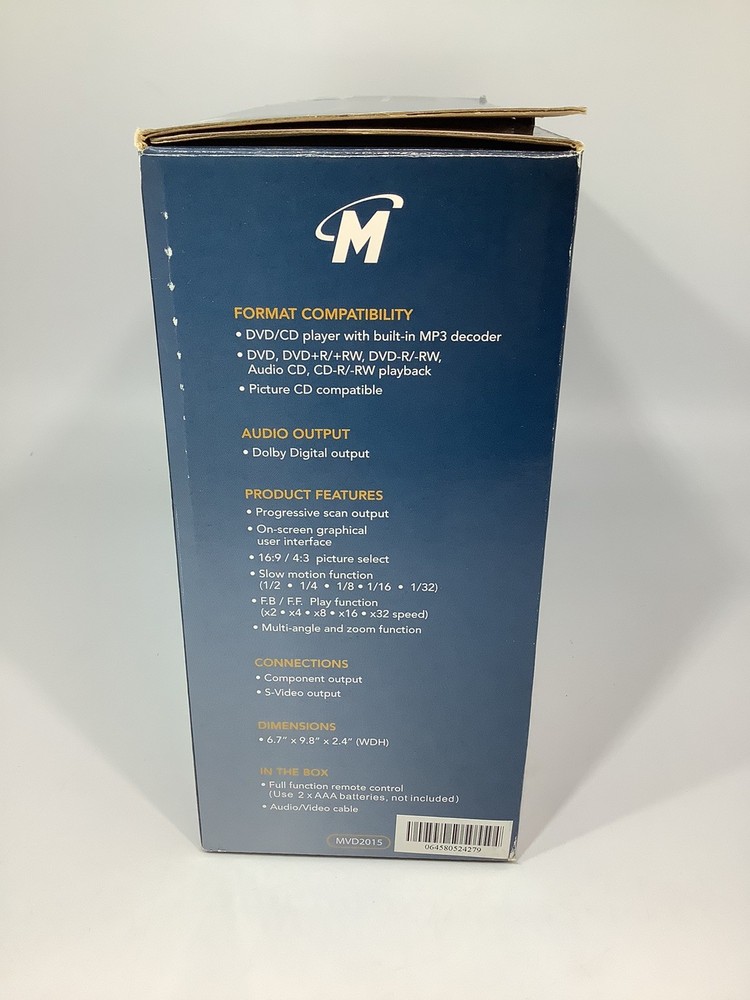 M
FORMAT COMPATIBILITY
• DVD/CD player with built-in MP3 decoder
• DVD, DVD+R/+RW, DVD-R/-RW,
Audio CD, CD-R/-RW playback
• Picture CD compatible
AUDIO OUTPUT
• Dolby Digital output
PRODUCT FEATURES
• Progressive scan output
• On-screen graphical
user interface
• 16:9 / 4:3 picture select
• Slow motion function
(1/2 • 1/4 • 1/8 • 1/16 • 1/32)
• F.B / F.F. Play function
(x2 • x4 • x8 • x16 • x32 speed)
• Multi-angle and zoom function
CONNECTIONS
• Component output
• S-Video output
DIMENSIONS
• 6.7" x 9.8" x 2.4" (WDH)
IN THE BOX
• Full function remote control
(Use 2 x AAA batteries, not included)
• Audio/Video cable
MVD2015
064580524279